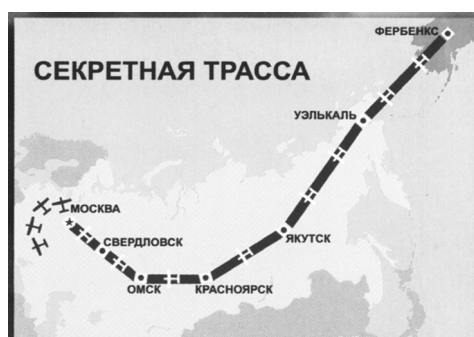 ФЕРБЕНКС
СЕКРЕТНАЯ ТРАССА
УЭЛЬКАЛЬ
МОСКВА
ЯКУТСК
СВЕРДЛОВСК
ОМСК
КРАСНОЯРСК